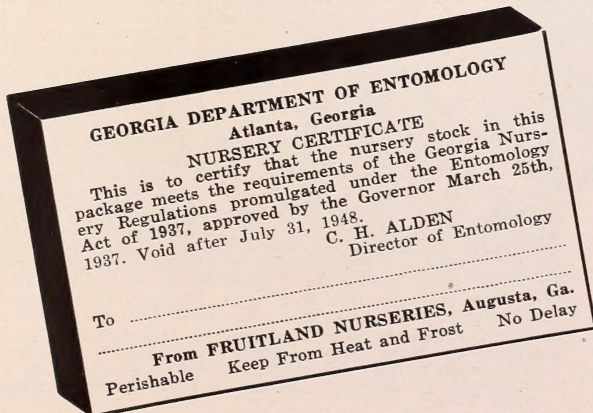 GEORGIA DEPARTMENT OF ENTOMOLOGY
Atlanta, Georgia
NURSERY CERTIFICATE
This is to certify that the nursery stock in this
package meets the requirements of the Georgia Nurs-
ery Regulations promulgated under the Entomology
Act of 1937, approved by the Governor March 25th,
1937. Void after July 31, 1948.
C. H. ALDEN
Director of Entomology
To
From FRUITLAND NURSERIES, Augusta, Ga.
Perishable Keep From Heat and Frost No Delay